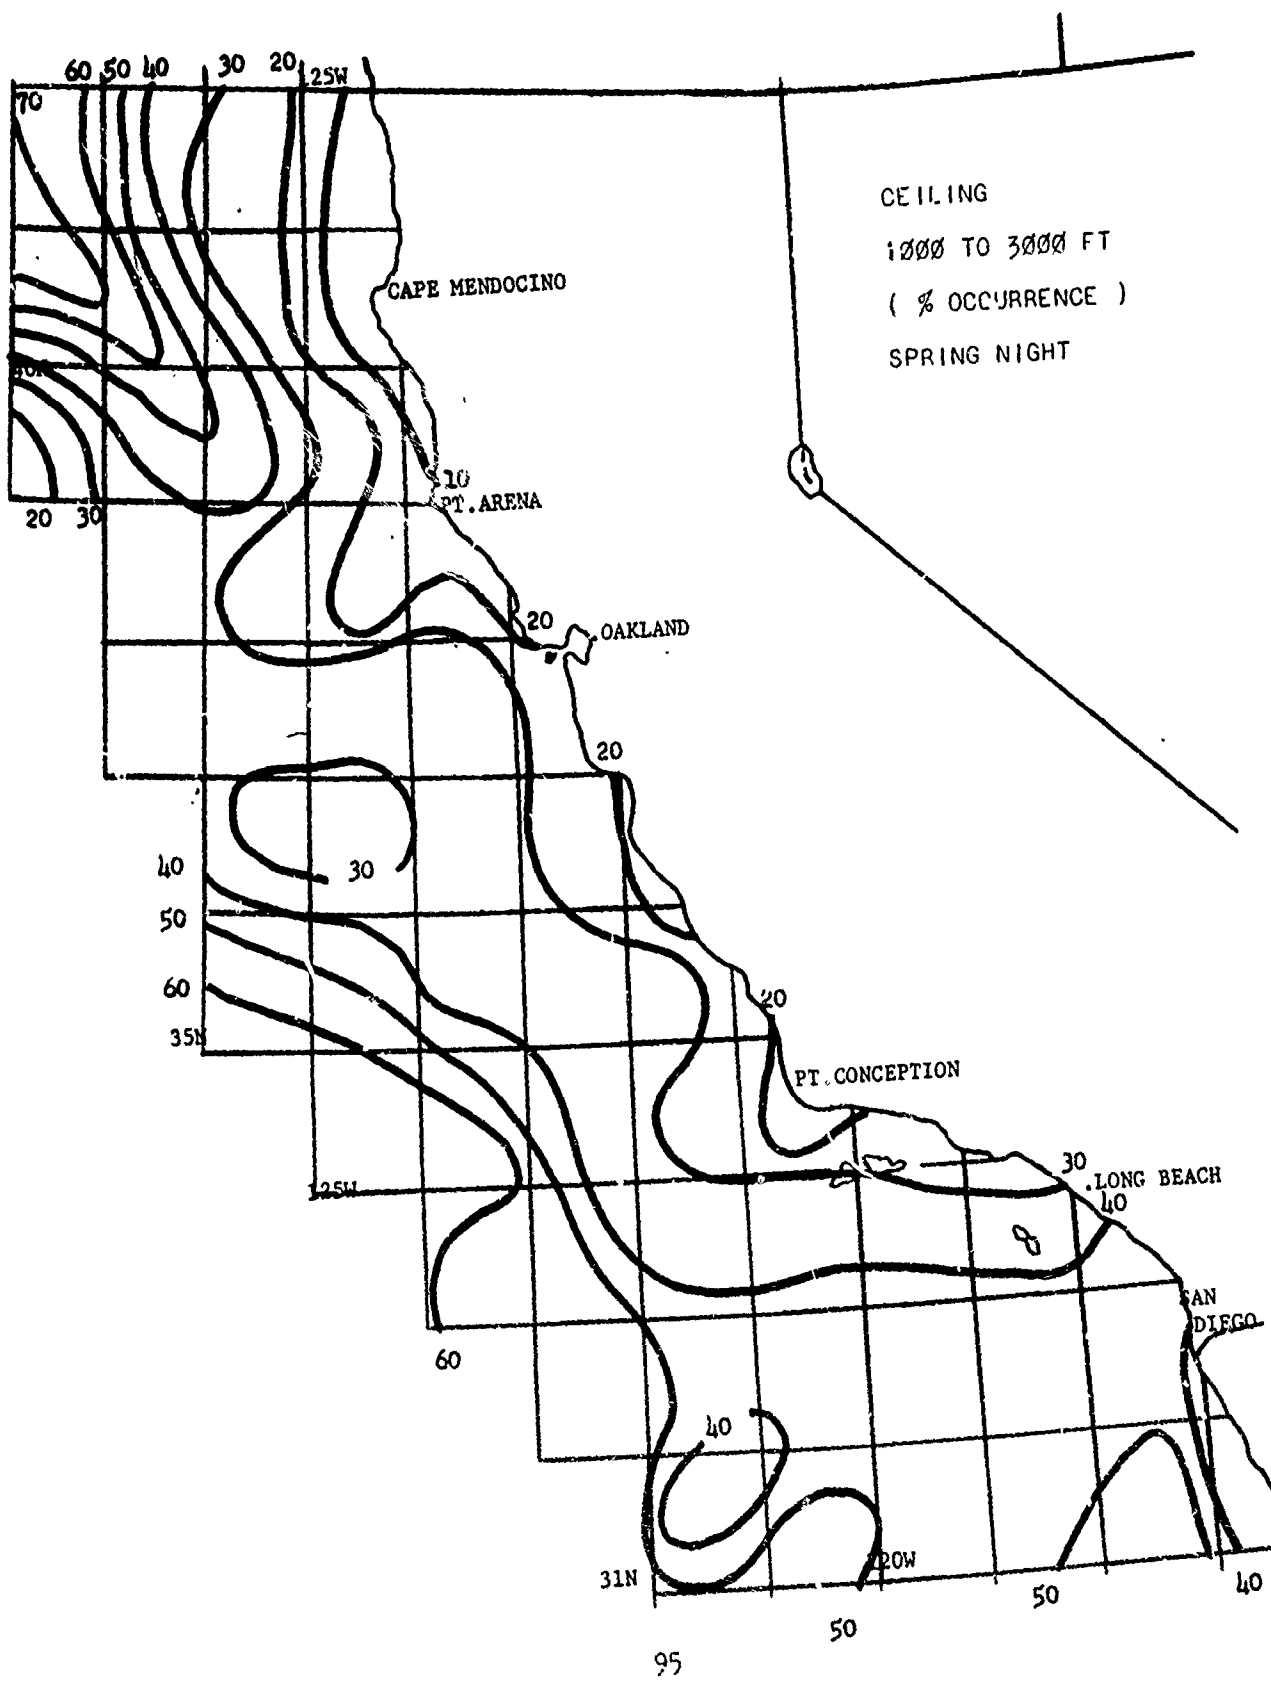 60 50 40 30 20 125W
70
CEILING
1000 TO 3000 FT
( % OCCURRENCE )
SPRING NIGHT
CAPE MENDOCINO
40N
10
PT. ARENA
20 30
20
OAKLAND
20
30
40
50
60
20
35N
PT. CONCEPTION
30
.LONG BEACH
40
125W
SAN
DIEGO
60
40
31N
120W
50
40
50
95